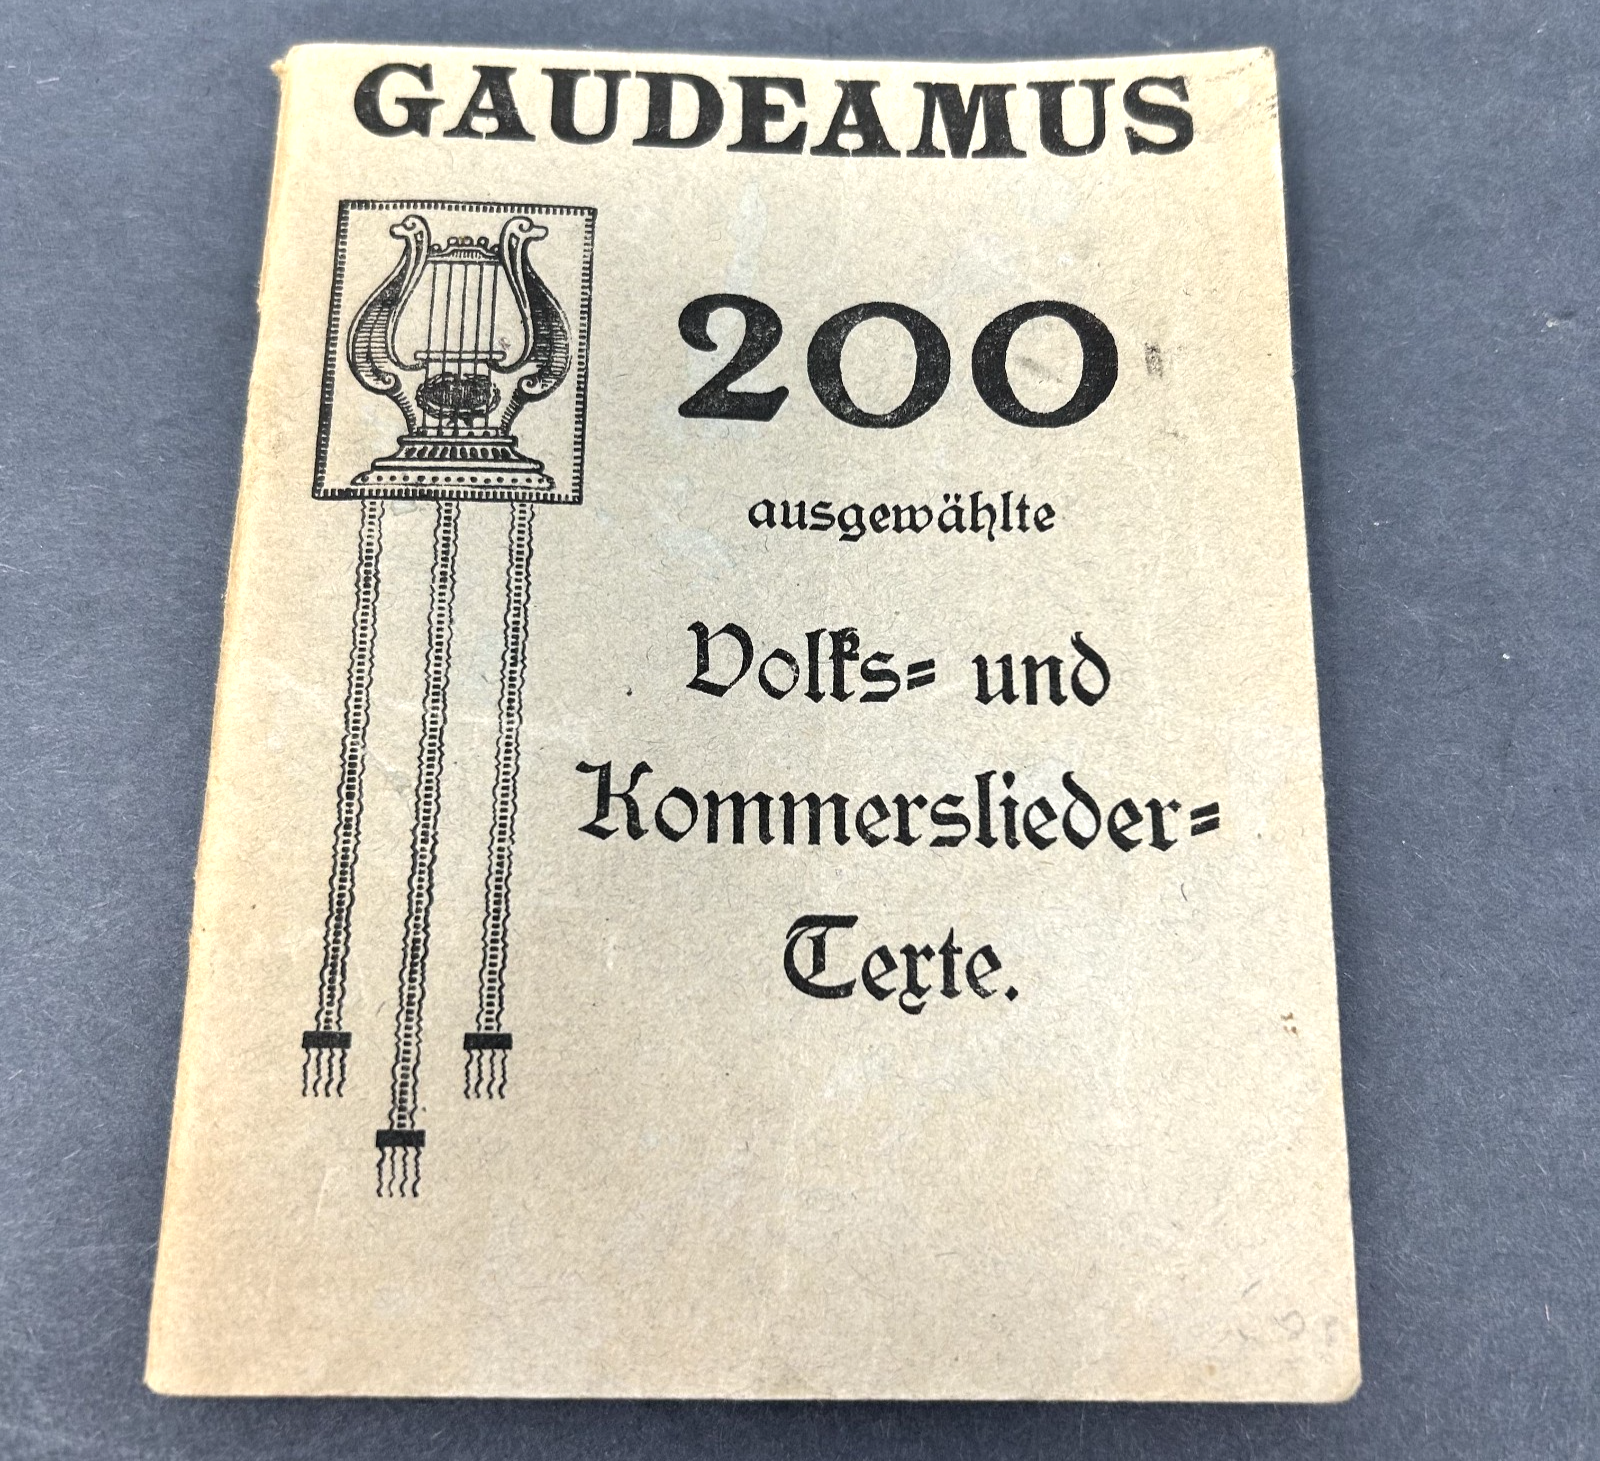 GAUDEAMUS
200
ausgewählte
Volks- und
Kommerslieder-
Texte.